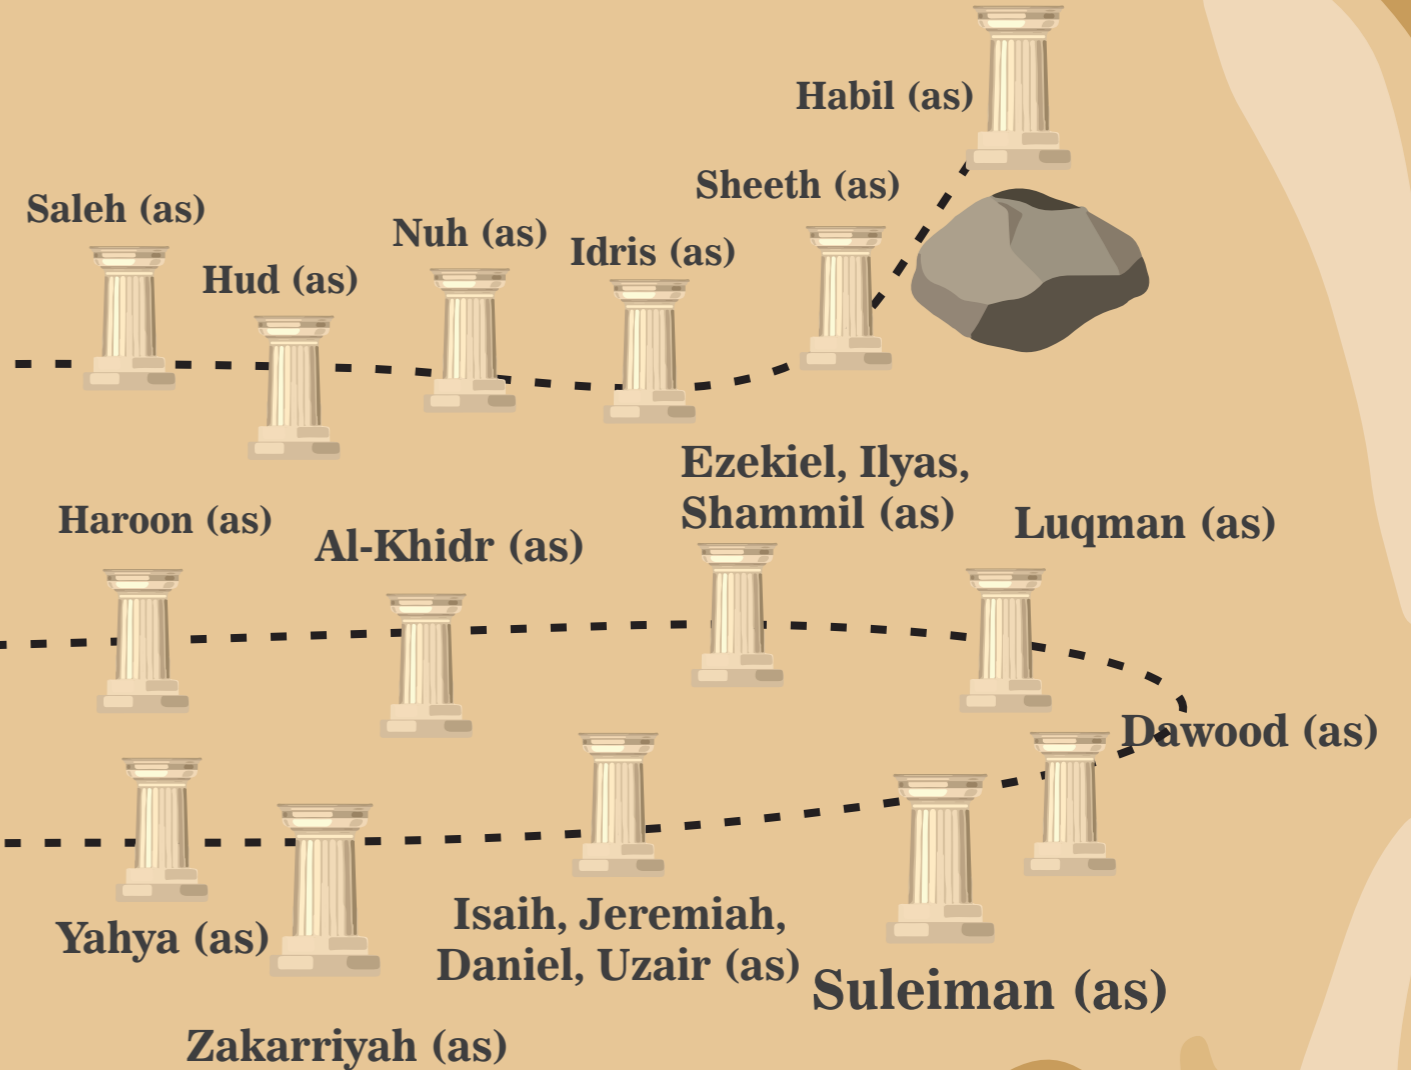 Habil (as)
Sheeth (as)
Saleh (as)
Nuh (as)
Idris (as)
Hud (as)
Ezekiel, Ilyas,
Shammil (as)
Haroon (as)
Al-Khidr (as)
Luqman (as)
Dawood (as)
Isaih, Jeremiah,
Daniel, Uzair (as)
Yahya (as)
Suleiman (as)
Zakarriyah (as)